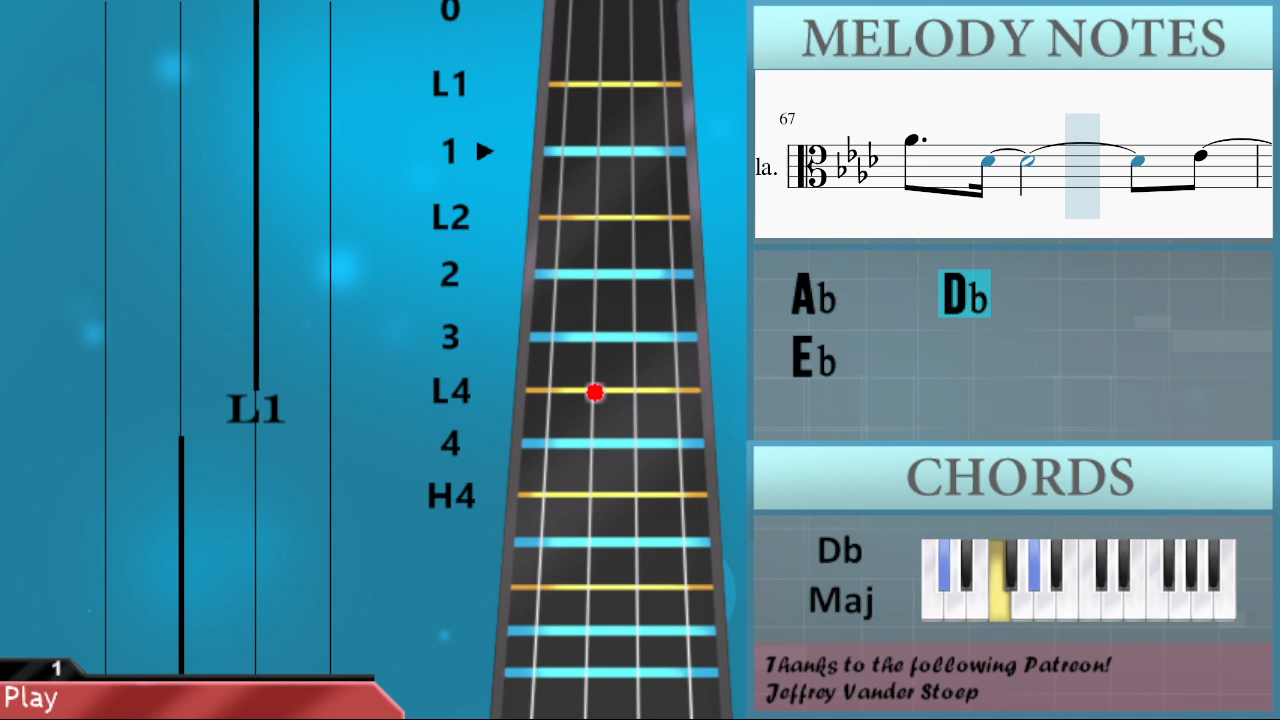 0
L1
1
L2
2
3
L4
4
H4
L1
1
Play
MELODY NOTES
67
la.
Ab Db
Eb
CHORDS
Db
Maj
Thanks to the following Patreon!
Jeffrey Vander Stoep